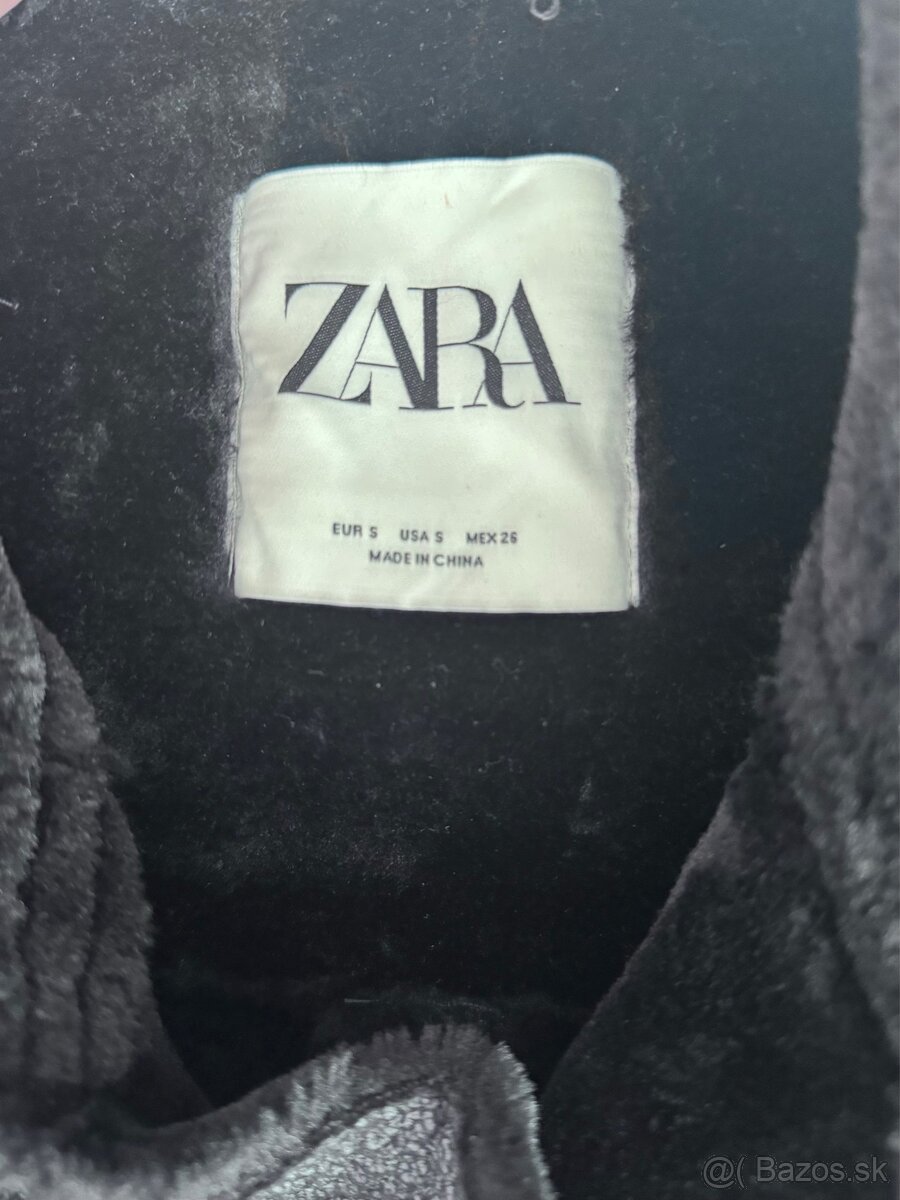 ZARA
EUR S USA S MEX 26
MADE IN CHINA
@( Bazos.sk